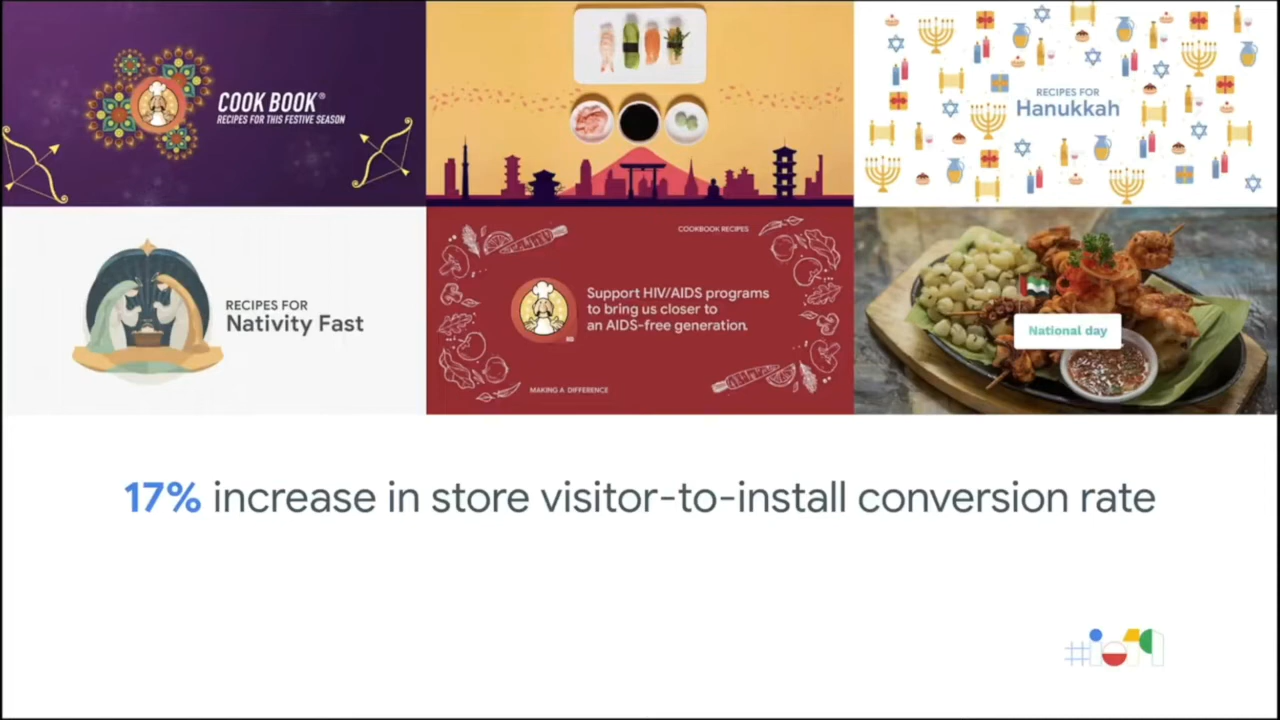 COOK BOOK®
RECIPES FOR THIS FESTIVE SEASON
RECIPES FOR
Hanukkah
RECIPES FOR
Nativity Fast
COOKBOOK RECIPES
Support HIV/AIDS programs
to bring us closer to
an AIDS-free generation.
MAKING A DIFFERENCE
National day
17% increase in store visitor-to-install conversion rate
#io19